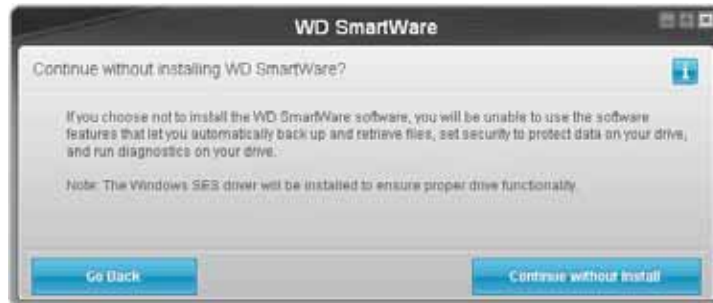 WD SmartWare
Continue without installing WD SmartWare?
If you choose not to install the WD SmartWare software, you will be unable to use the software
features that let you automatically back up and retrieve files, set security to protect data on your drive,
and run diagnostics on your drive.
Note: The Windows SES driver will be installed to ensure proper drive functionality.
Go Back
Continue without Install